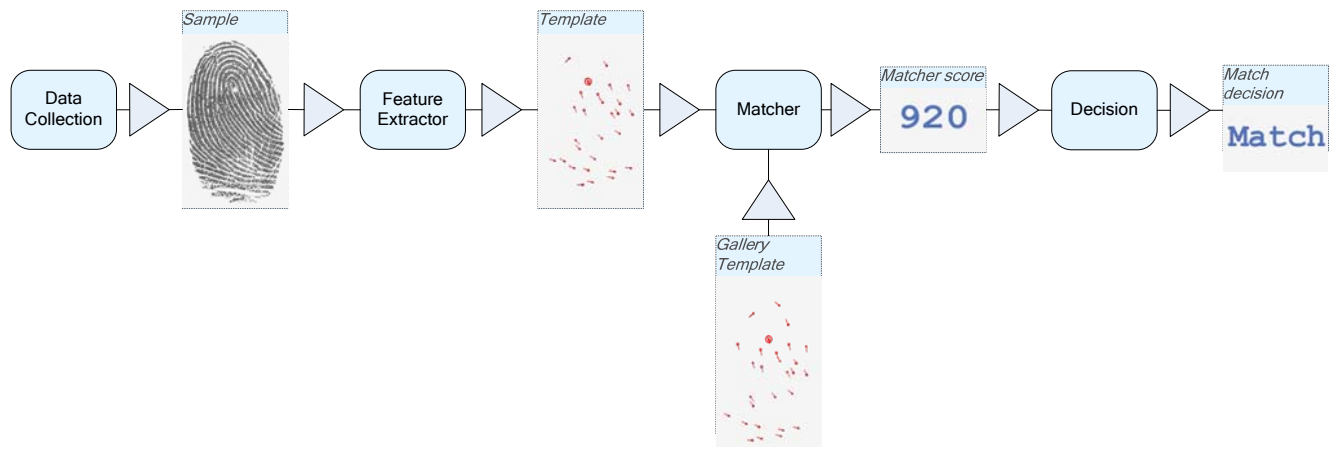 Sample
Template
Data
Collection
Feature
Extractor
Matcher
Matcher score
920
Decision
Match
decision
Match
Gallery
Template